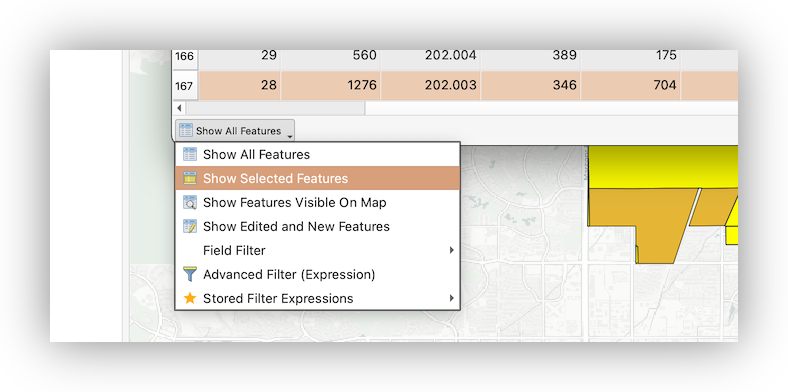 166 29 560 202.004 389 175
167 28 1276 202.003 346 704
Show All Features
Show All Features
Show Selected Features
Show Features Visible On Map
Show Edited and New Features
Field Filter
Advanced Filter (Expression)
Stored Filter Expressions